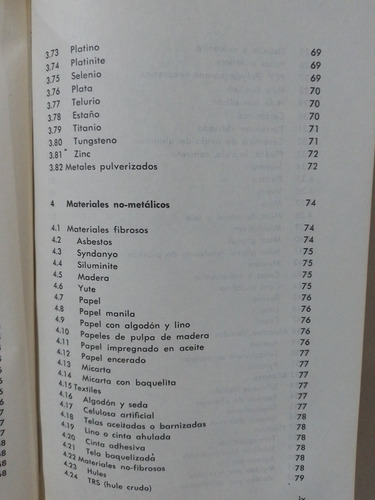 3.73 Platino 69
3.74 Platinite 69
3.75 Selenio 69
3.76 Plata 70
3.77 Telurio 70
3.78 Estaño 70
3.79 Titanio 71
3.80 Tungsteno 71
3.81 Zinc 72
3.82 Metales pulverizados 72
4 Materiales no-metálicos 74
4.1 Materiales fibrosos 74
4.2 Asbestos 74
4.3 Syndanyo 75
4.4 Siluminite 75
4.5 Madera 75
4.6 Yute 75
4.7 Papel 76
4.8 Papel manila 76
4.9 Papel con algodón y lino 76
4.10 Papeles de pulpa de madera 76
4.11 Papel impregnado en aceite 76
4.12 Papel encerado 77
4.13 Micarta 77
4.14 Micarta con baquelita 77
4.15 Textiles 77
4.16 Algodón y seda 77
4.17 Celulosa artificial 77
4.18 Telas aceitadas o barnizadas 78
4.19 Lino o cinta ahulada 78
4.20 Cinta adhesiva 78
4.21 Tela baquelizada 78
4.22 Materiales no-fibrosos 78
4.23 Hules 78
4.24 TRS (hule crudo) 79
ix